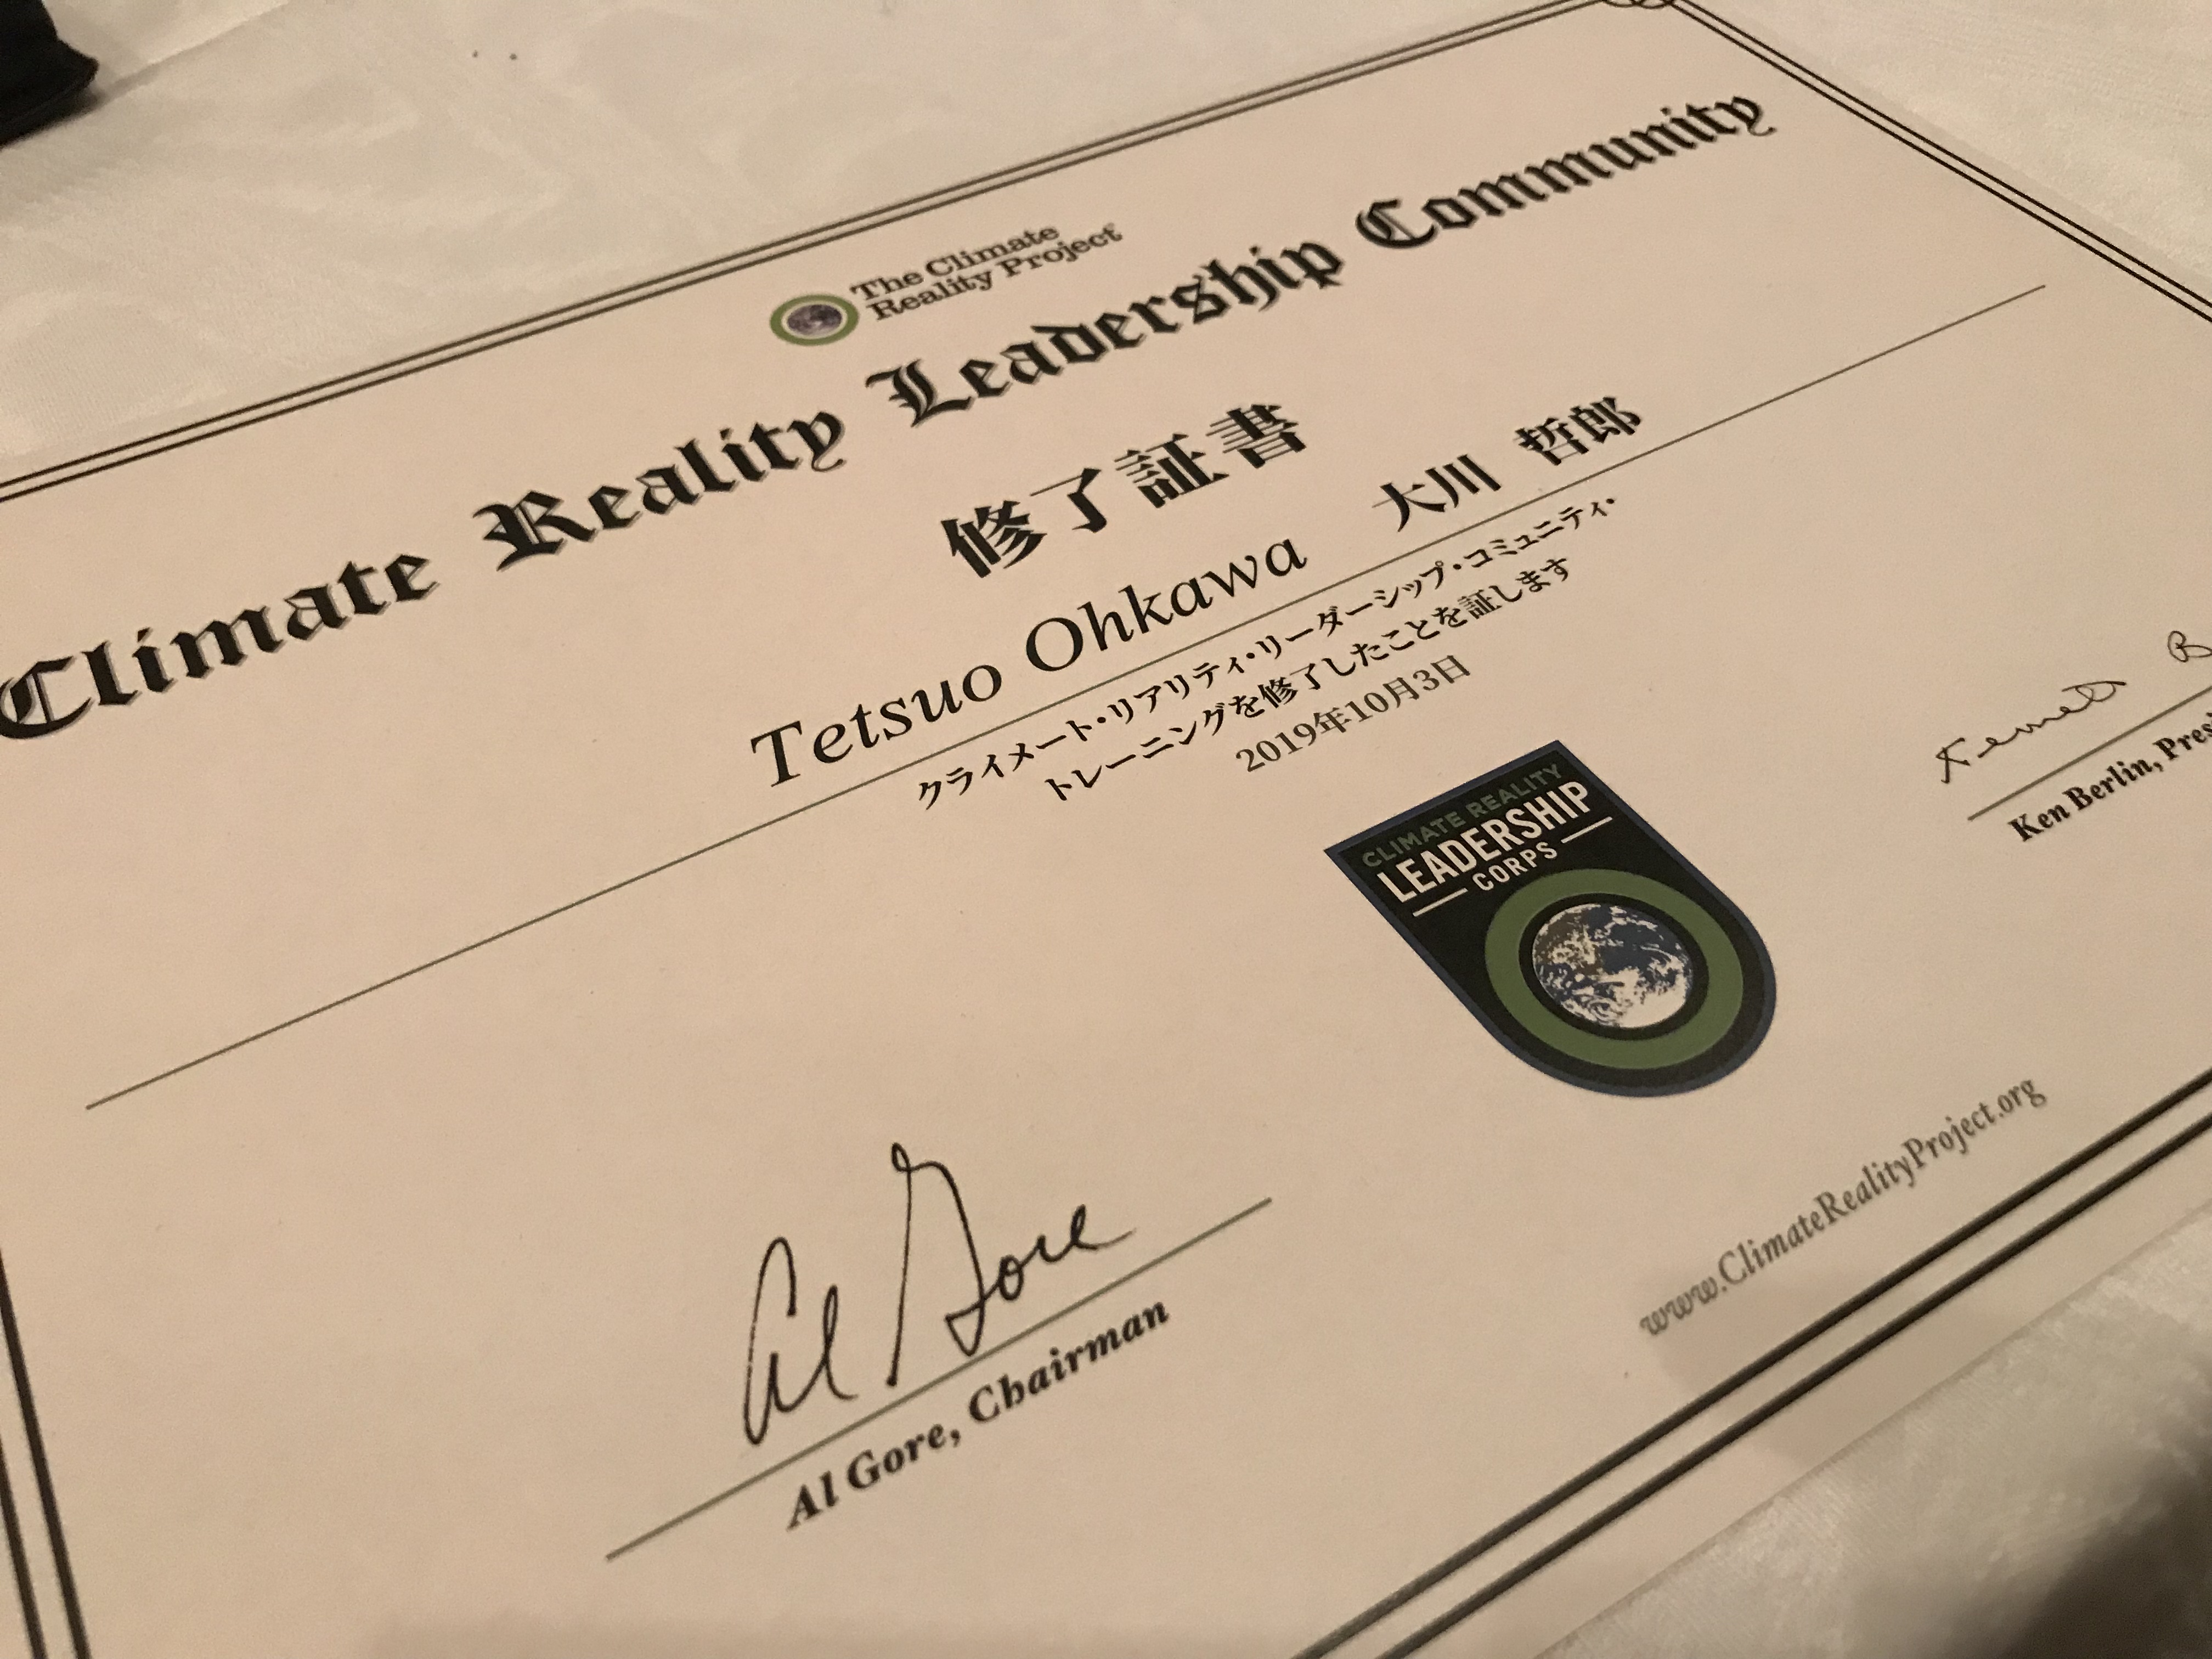 The Climate
Reality Project
Climate Reality Leadership Community
修了証書
Tetsuo Ohkawa 大川 哲郎
クライメート・リアリティ・リーダーシップ・コミュニティ・
トレーニングを修了したことを証します
2019年10月3日
CLIMATE REALITY
LEADERSHIP
CORPS
Al Gore
Al Gore, Chairman
Kenneth B
Ken Berlin, Pres
www.ClimateRealityProject.org